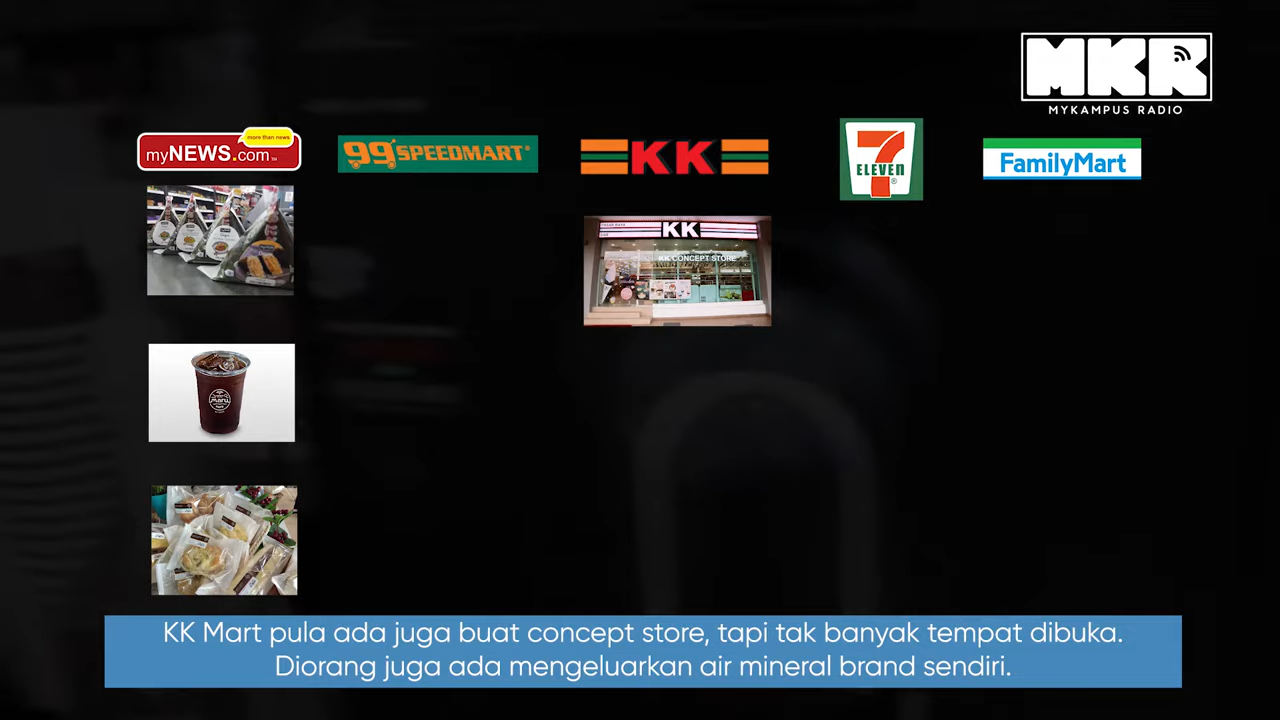 MKR
MYKAMPUS RADIO
more than news
myNEWS.com™
99 SPEEDMART®
KK
7
ELEVEN
®
FamilyMart
KK
KK CONCEPT STORE
maru
KK Mart pula ada juga buat concept store, tapi tak banyak tempat dibuka.
Diorang juga ada mengeluarkan air mineral brand sendiri.